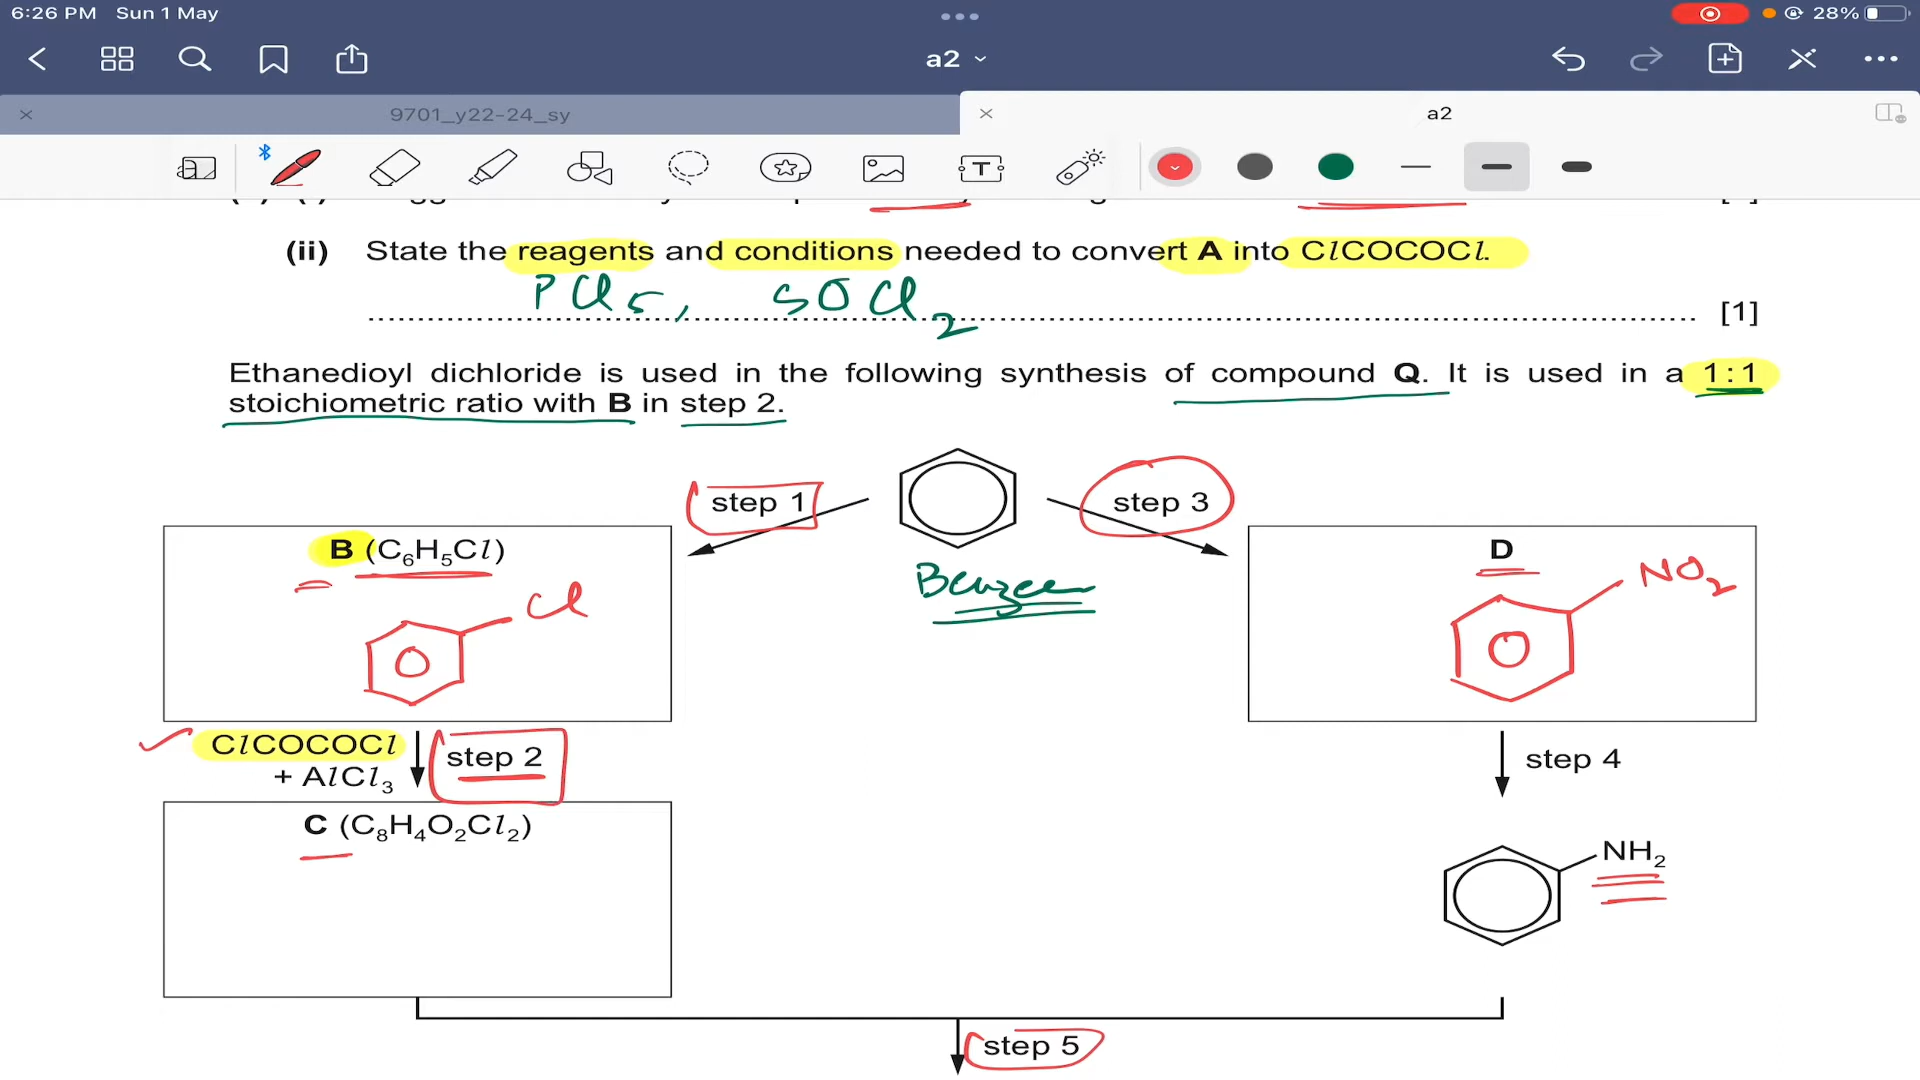 6:26 PM Sun 1 May
28%
a2
9701_y22-24_sy
a2
(ii) State the reagents and conditions needed to convert A into ClCOCOCl.
PCl5, SOCl2
[1]
Ethanedioyl dichloride is used in the following synthesis of compound Q. It is used in a 1:1
stoichiometric ratio with B in step 2.
step 1
step 3
B (C₆H₅Cl)
Cl
D
NO2
ClCOCOCl
+ AlCl₃
step 2
step 4
C (C₈H₄O₂Cl₂)
NH₂
step 5